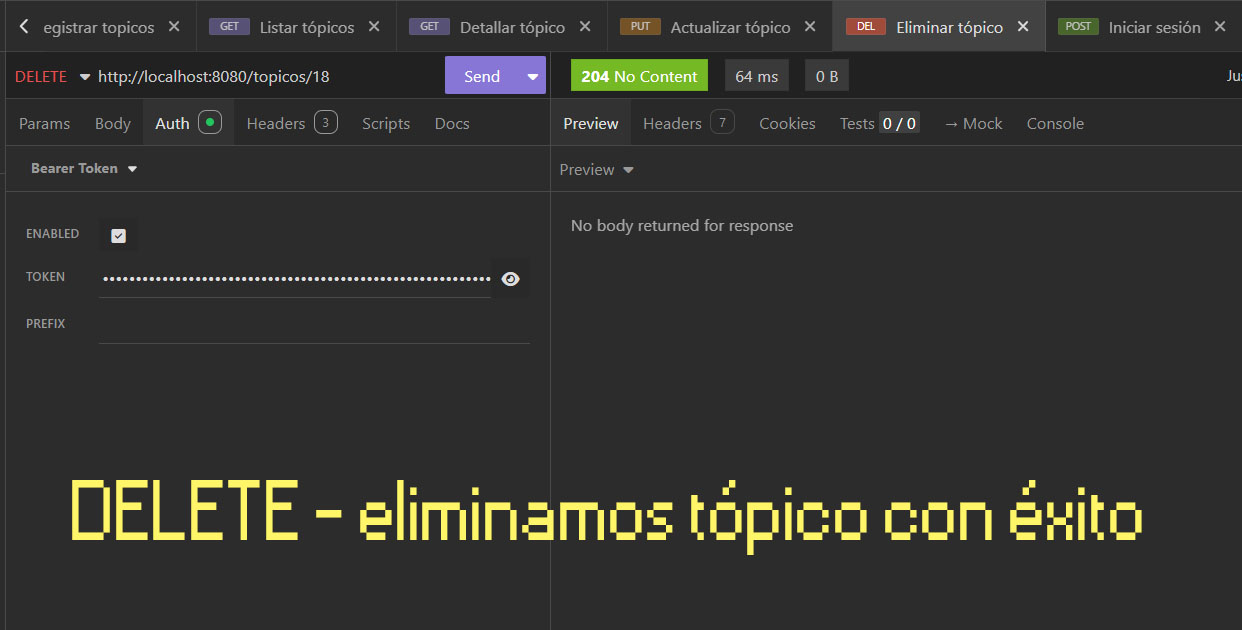 egistrar topicos
GET Listar tópicos
GET Detallar tópico
PUT Actualizar tópico
DEL Eliminar tópico
POST Iniciar sesión
DELETE http://localhost:8080/topicos/18 Send
204 No Content 64 ms 0 B Ju
Params Body Auth Headers 3 Scripts Docs
Preview Headers 7 Cookies Tests 0 / 0 → Mock Console
Bearer Token
Preview
ENABLED
No body returned for response
TOKEN ••••••••••••••••••••••••••••••••••••••••••••••••••••••••••••
PREFIX
DELETE - eliminamos tópico con éxito